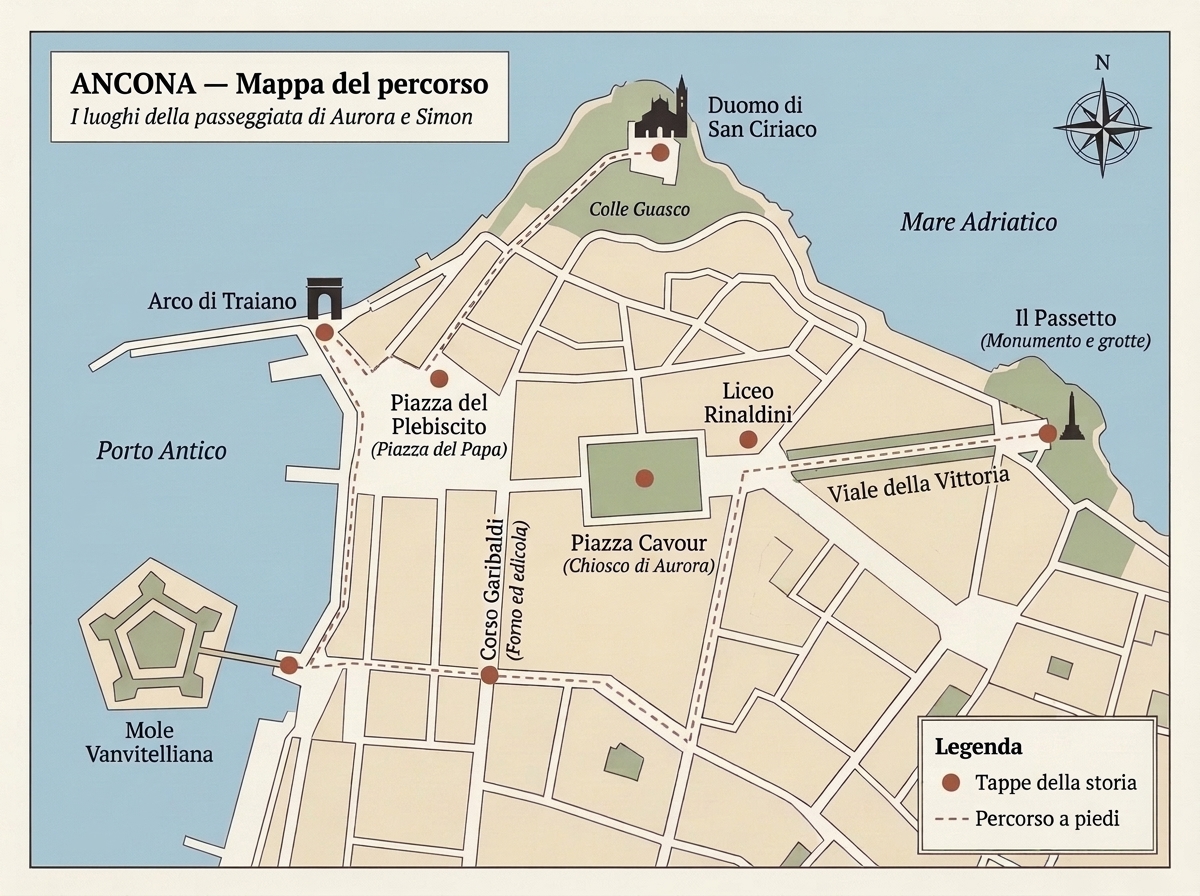 ANCONA — Mappa del percorso
I luoghi della passeggiata di Aurora e Simon
N
Duomo di
San Ciriaco
Colle Guasco
Mare Adriatico
Arco di Traiano
Il Passetto
(Monumento e grotte)
Liceo
Rinaldini
Piazza del
Plebiscito
(Piazza del Papa)
Porto Antico
Viale della Vittoria
Piazza Cavour
(Chiosco di Aurora)
Corso Garibaldi
(Forno ed edicola)
Mole
Vanvitelliana
Legenda
Tappe della storia
Percorso a piedi